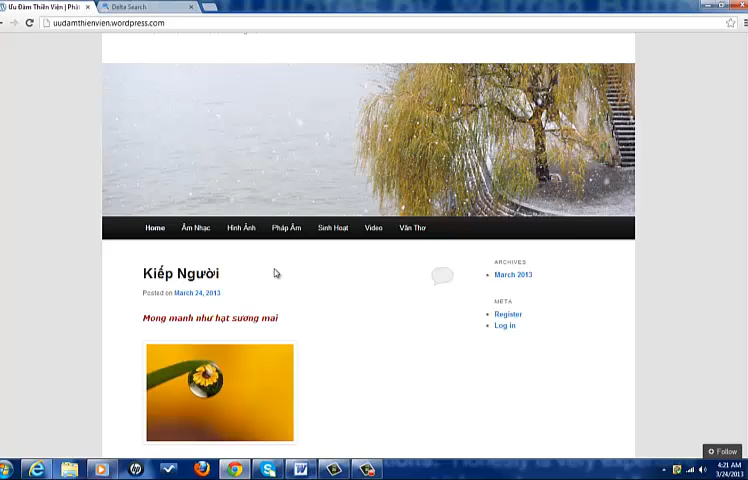 Ưu Đàm Thiền Viện | Phậ
Delta Search
uudamthienvien.wordpress.com
Home Âm Nhạc Hình Ảnh Pháp Âm Sinh Hoạt Video Văn Thơ
Kiếp Người
Posted on March 24, 2013
Mong manh như hạt sương mai
ARCHIVES
March 2013
META
Register
Log in
Follow
4:21 AM
3/24/2013